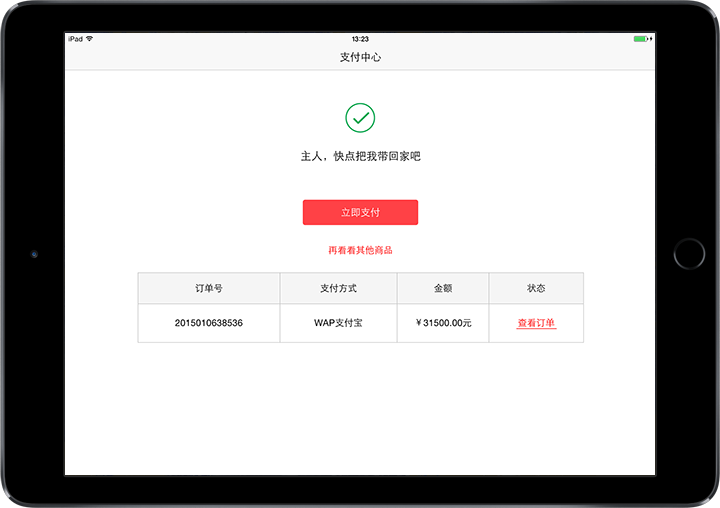 iPad 13:23
支付中心
主人，快点把我带回家吧
立即支付
再看看其他商品
订单号 支付方式 金额 状态
2015010638536 WAP支付宝 ￥31500.00元 查看订单